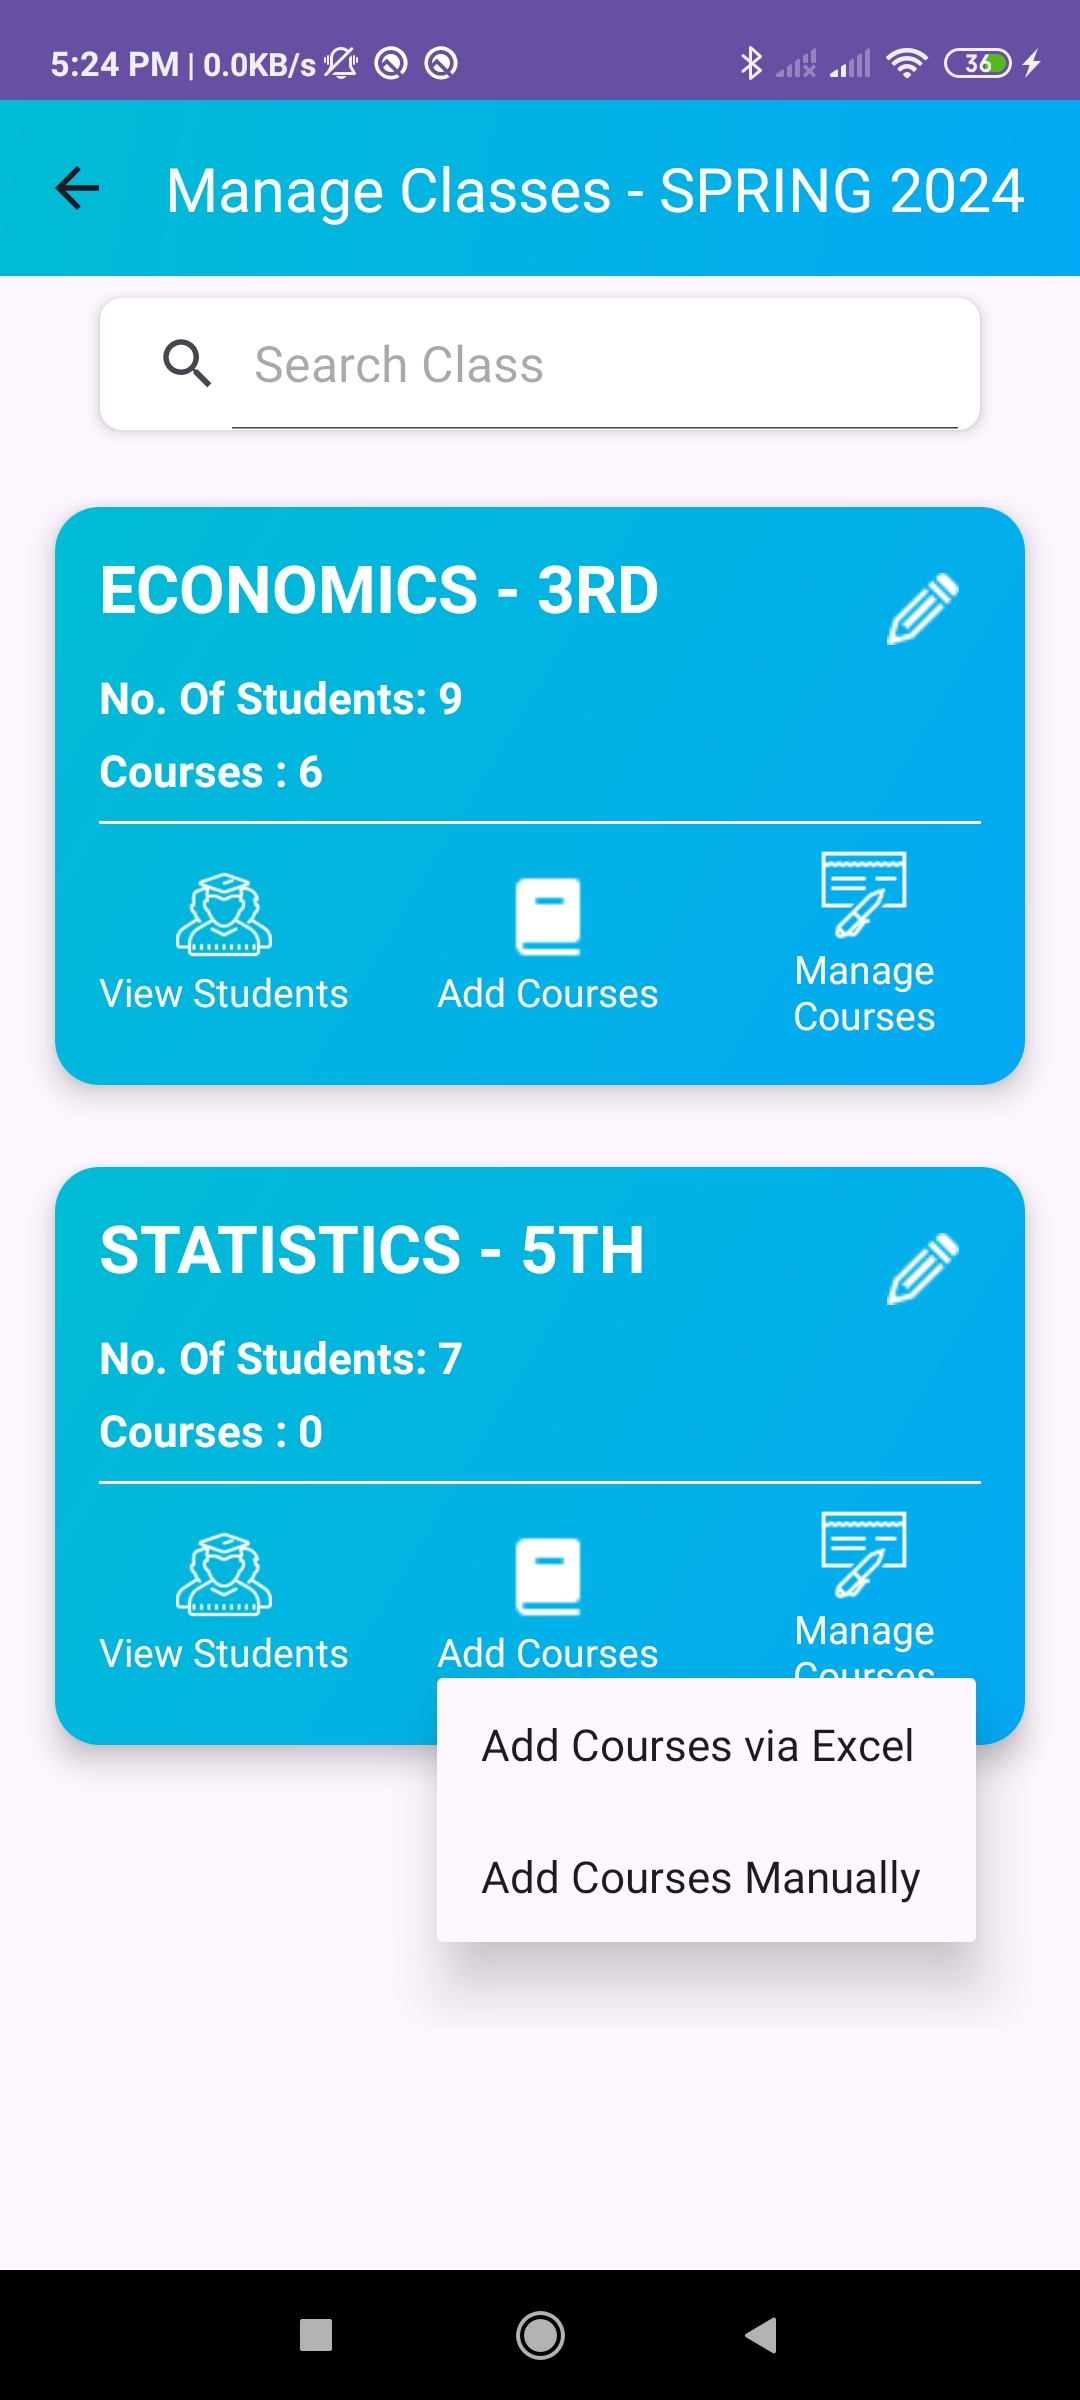 5:24 PM | 0.0KB/s
36
Manage Classes - SPRING 2024
Search Class
ECONOMICS - 3RD
No. Of Students: 9
Courses : 6
View Students
Add Courses
Manage
Courses
STATISTICS - 5TH
No. Of Students: 7
Courses : 0
View Students
Add Courses
Manage
Courses
Add Courses via Excel
Add Courses Manually